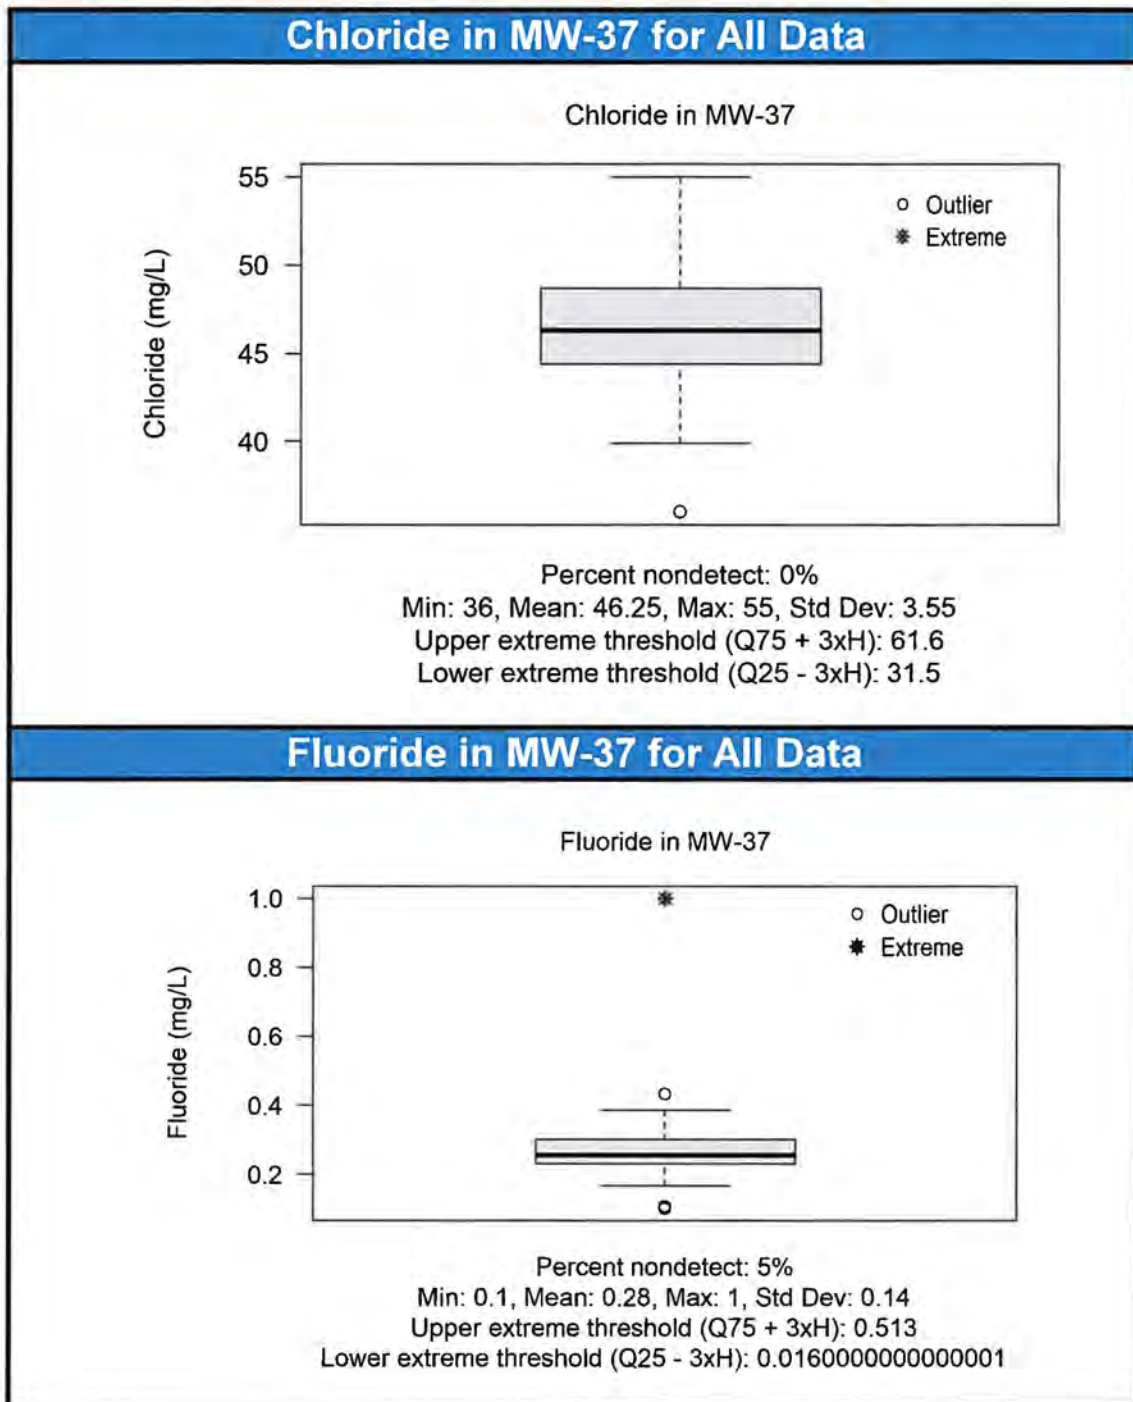 Chloride in MW-37 for All Data
Chloride in MW-37
Chloride (mg/L)
55
50
45
40
○ Outlier
✷ Extreme
Percent nondetect: 0%
Min: 36, Mean: 46.25, Max: 55, Std Dev: 3.55
Upper extreme threshold (Q75 + 3xH): 61.6
Lower extreme threshold (Q25 - 3xH): 31.5
Fluoride in MW-37 for All Data
Fluoride in MW-37
Fluoride (mg/L)
1.0
0.8
0.6
0.4
0.2
○ Outlier
✷ Extreme
Percent nondetect: 5%
Min: 0.1, Mean: 0.28, Max: 1, Std Dev: 0.14
Upper extreme threshold (Q75 + 3xH): 0.513
Lower extreme threshold (Q25 - 3xH): 0.0160000000000001